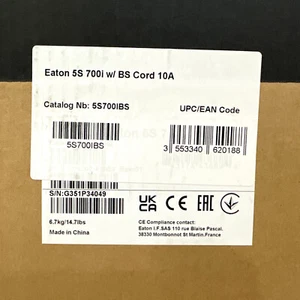 Eaton 5S 700i w/ BS Cord 10A
Catalog Nb: 5S700IBS
UPC/EAN Code
5S700IBS
3 553340 620188
S/N:G351P34049
6.7kg/14.7lbs
Made in China
UK
CA
CE
CE Compliance contact:
Eaton I.F.SAS 110 rue Blaise Pascal.
38330 Montbonnot St Martin.France